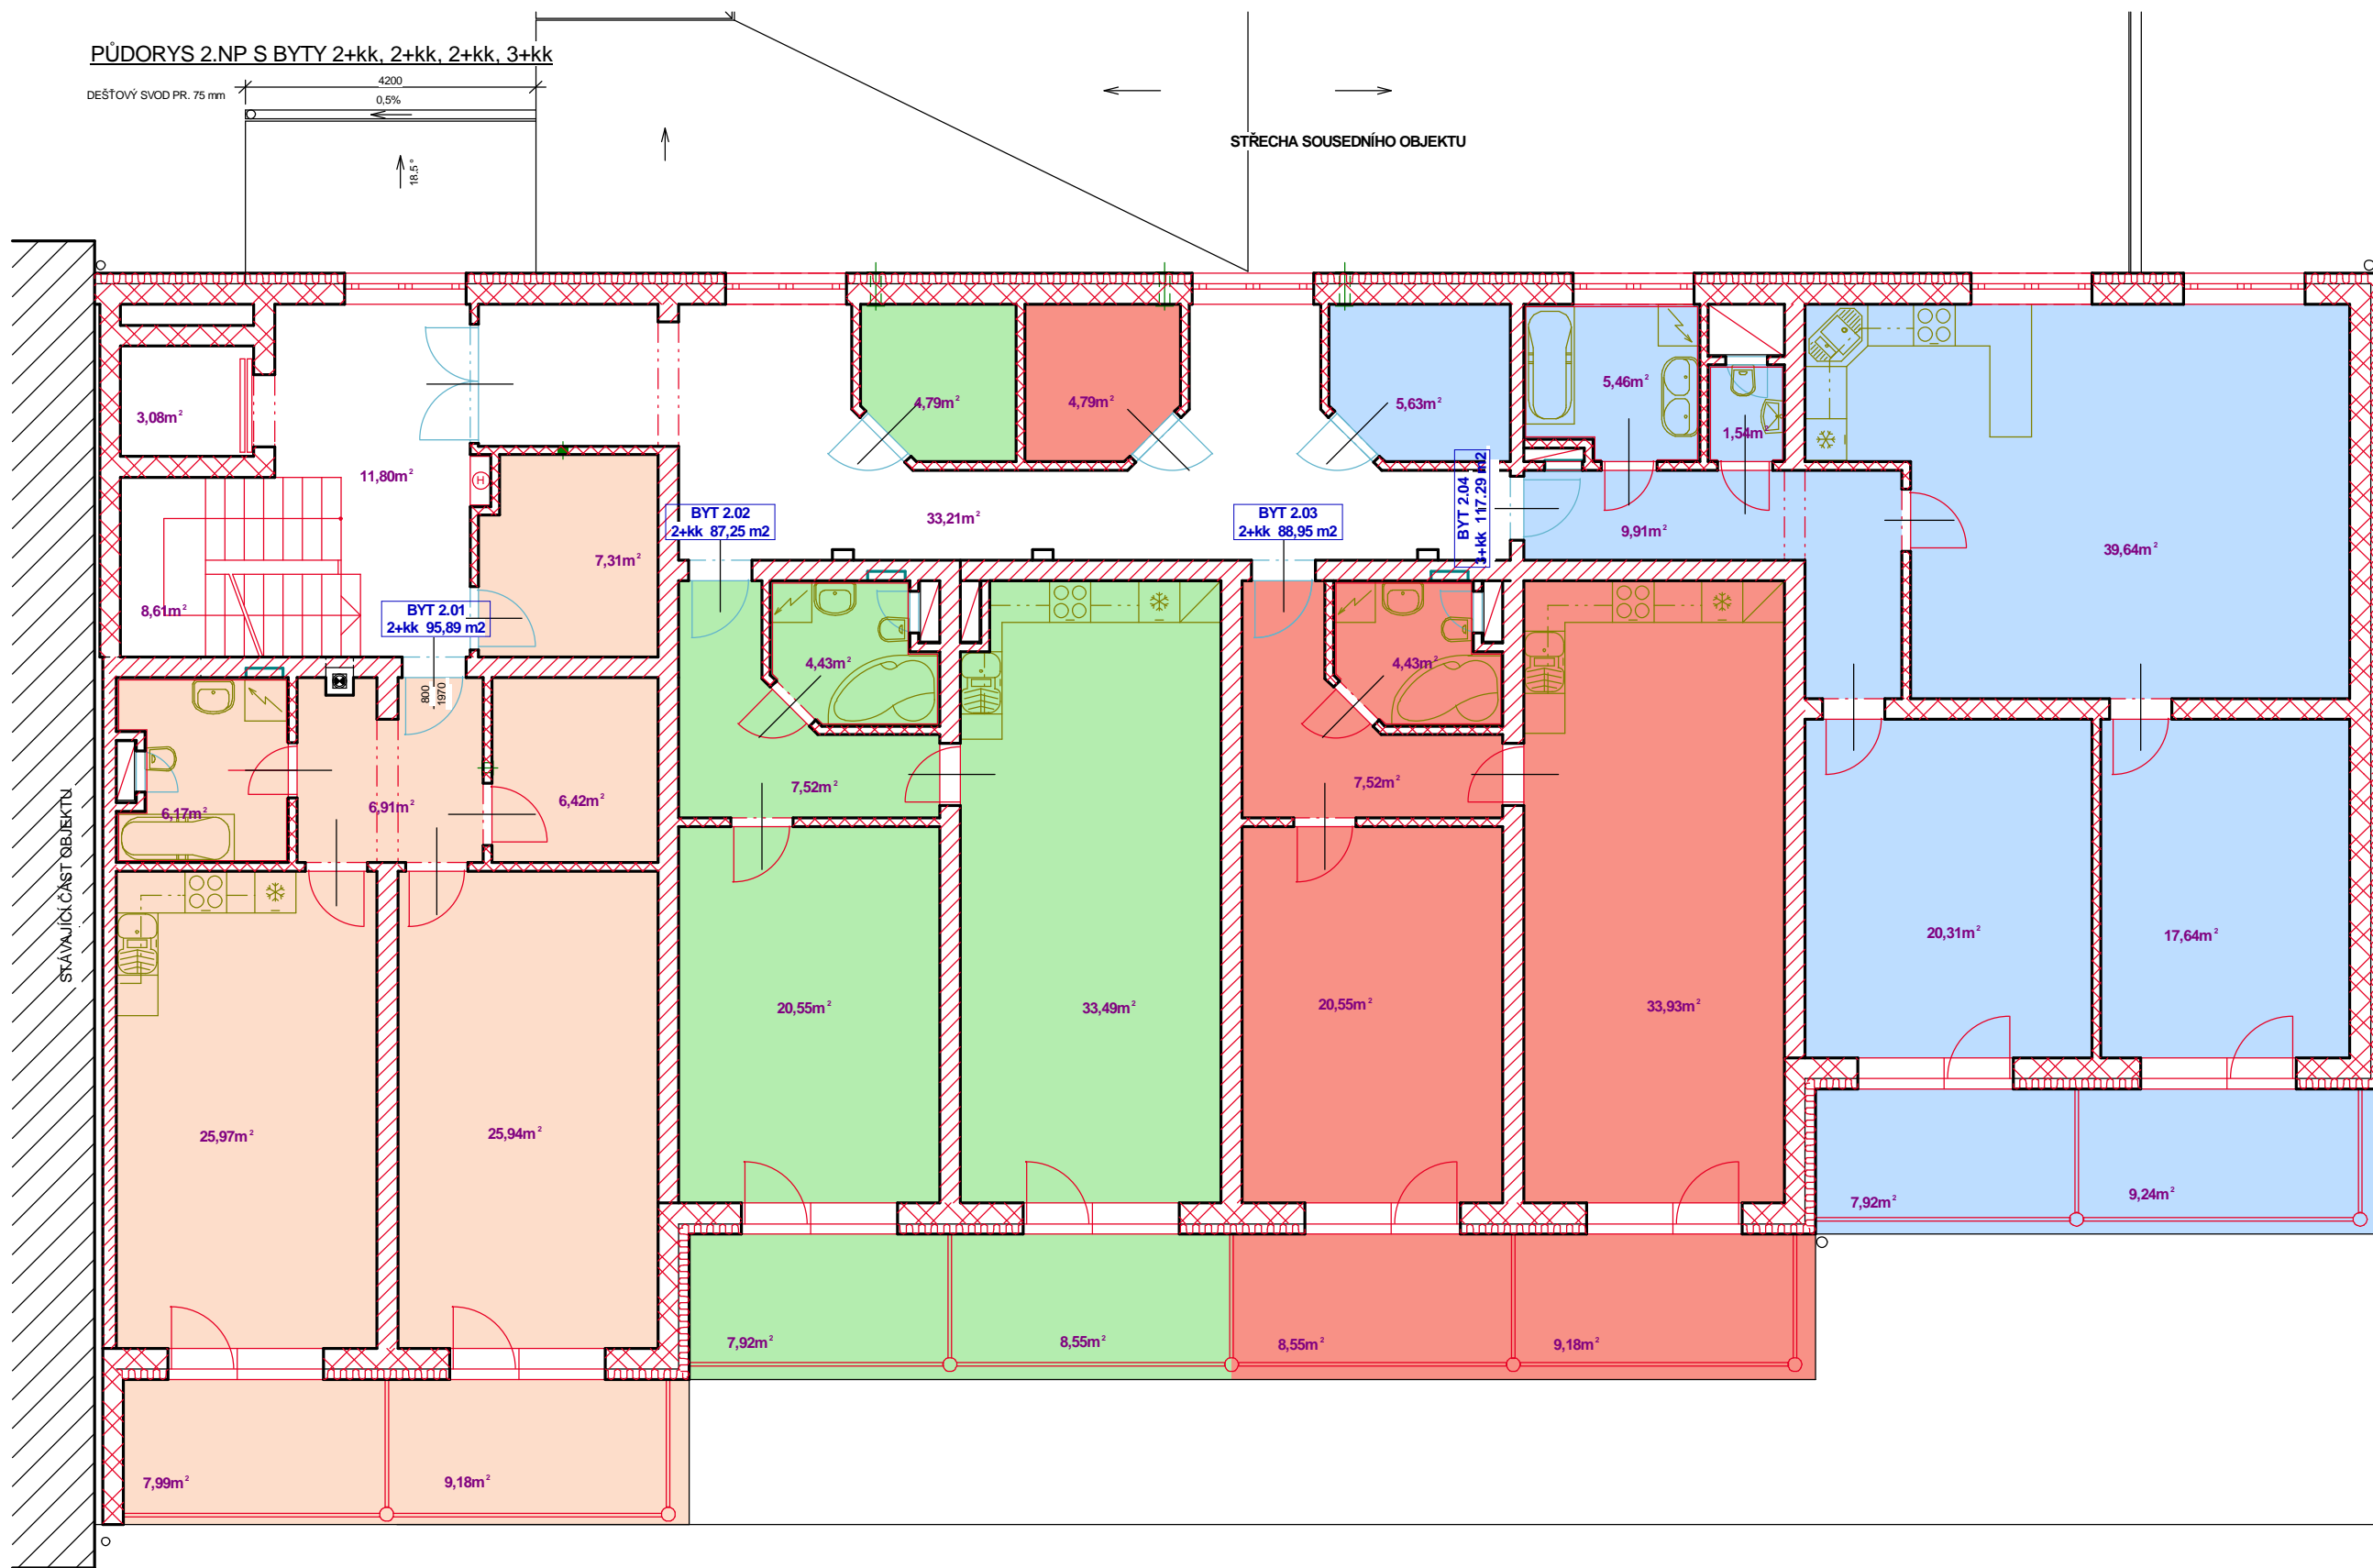 PŮDORYS 2.NP S BYTY 2+kk, 2+kk, 2+kk, 3+kk
4200
DEŠŤOVÝ SVOD PR. 75 mm
0,5%
18.5°
STŘECHA SOUSEDNÍHO OBJEKTU
3,08m²
4,79m²
4,79m²
5,63m²
5,46m²
1,54m²
11,80m²
H
BYT 2.02
2+kk 87,25 m2
33,21m²
BYT 2.03
2+kk 88,95 m2
BYT 2.04
3+kk 117.29 m2
9,91m²
39,64m²
7,31m²
8,61m²
BYT 2.01
2+kk 95,89 m2
800
1970
4,43m²
4,43m²
6,17m²
6,91m²
6,42m²
7,52m²
7,52m²
STÁVAJÍCÍ ČÁST OBJEKTU
20,31m²
17,64m²
20,55m²
33,49m²
20,55m²
33,93m²
25,97m²
25,94m²
7,92m²
9,24m²
7,92m²
8,55m²
8,55m²
9,18m²
7,99m²
9,18m²